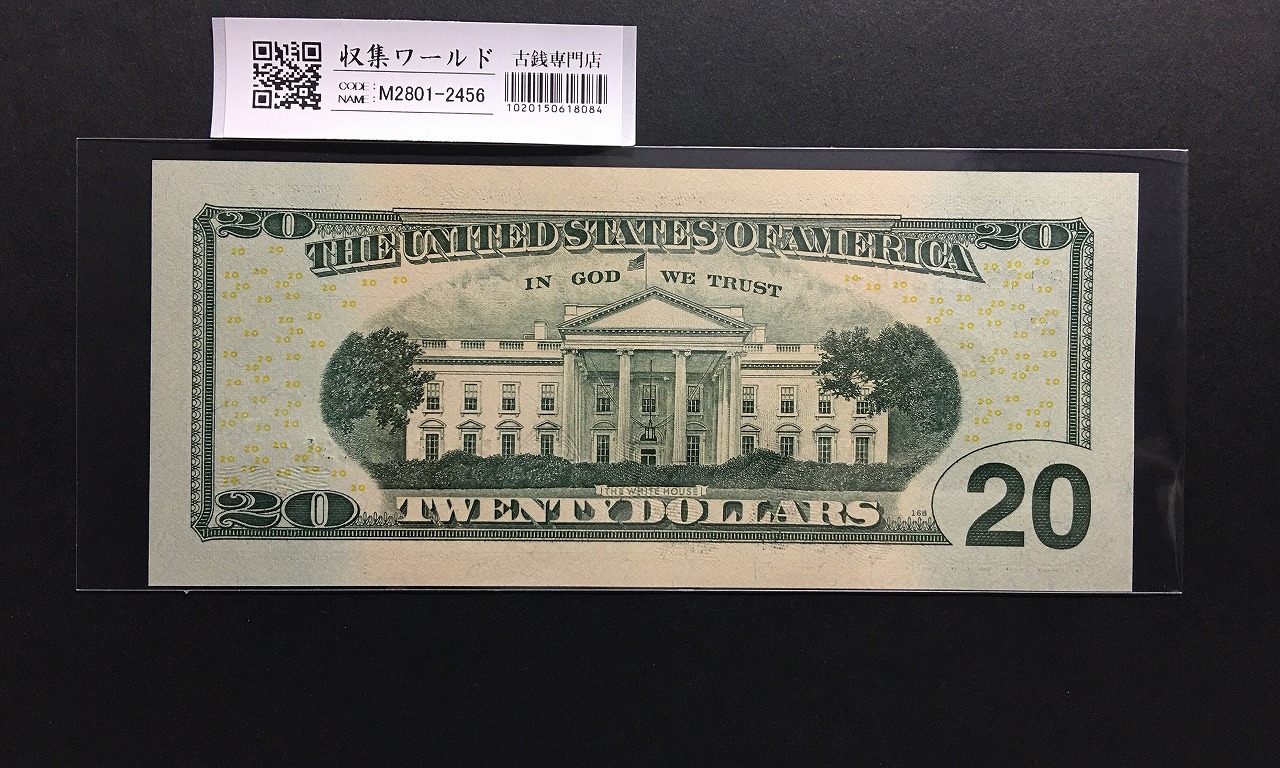 収集ワールド 古銭専門店
CODE:
NAME: M2801-2456
1020150618084
20 20
THE UNITED STATES OF AMERICA
IN GOD WE TRUST
THE WHITE HOUSE
20 TWENTY DOLLARS 168 20